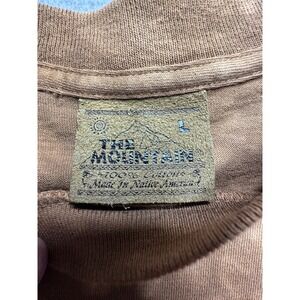 L
THE
MOUNTAIN
100% Cotton
Made In Native America